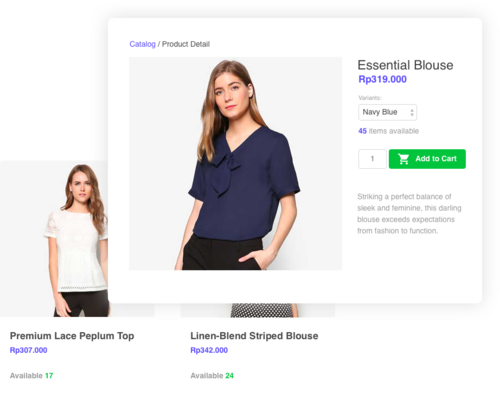 Catalog / Product Detail
Essential Blouse
Rp319.000
Variants:
Navy Blue
45 items available
1
Add to Cart
Striking a perfect balance of
sleek and feminine, this darling
blouse exceeds expectations
from fashion to function.
Premium Lace Peplum Top
Rp307.000
Available 17
Linen-Blend Striped Blouse
Rp342.000
Available 24